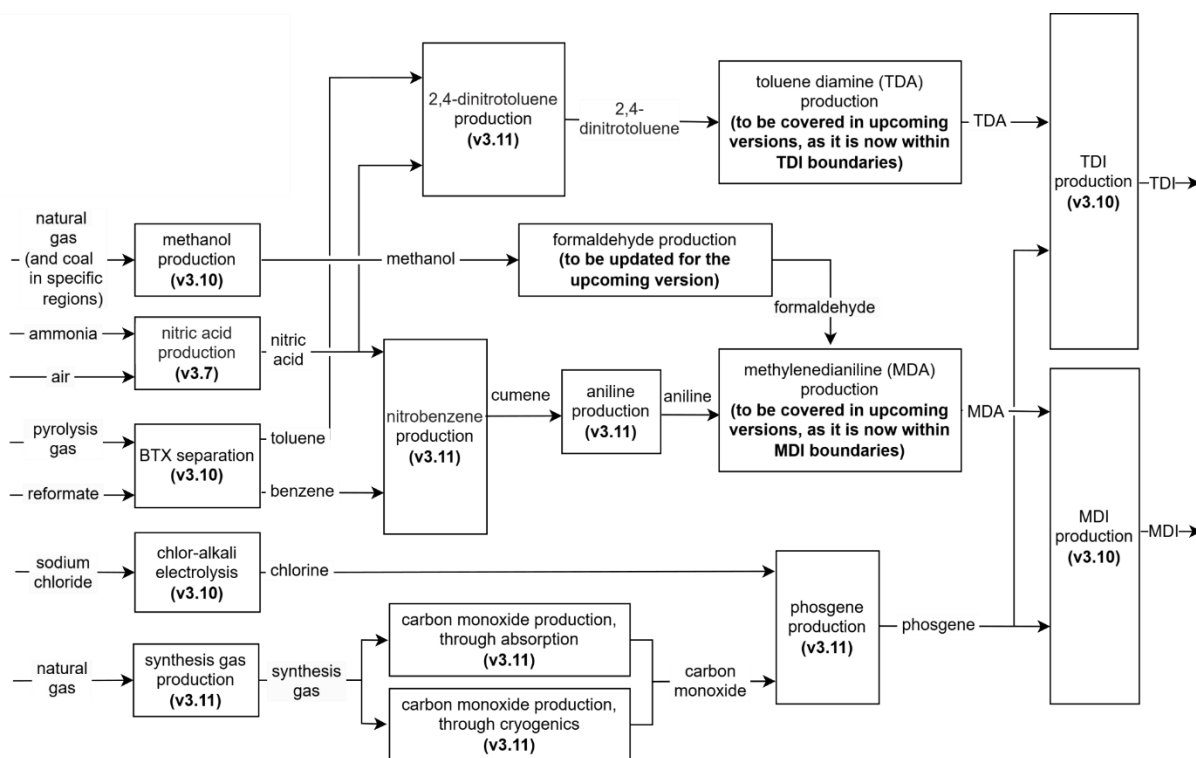 2,4-dinitrotoluene
production
(v3.11)
2,4-
dinitrotoluene
toluene diamine (TDA)
production
(to be covered in upcoming
versions, as it is now within
TDI boundaries)
TDA
TDI
production
(v3.10)
TDI
natural
gas
(and coal
in specific
regions)
methanol
production
(v3.10)
methanol
formaldehyde production
(to be updated for the
upcoming version)
formaldehyde
ammonia
air
nitric acid
production
(v3.7)
nitric
acid
nitrobenzene
production
(v3.11)
cumene
aniline
production
(v3.11)
aniline
methylenedianiline (MDA)
production
(to be covered in upcoming
versions, as it is now within
MDI boundaries)
MDA
pyrolysis
gas
reformate
BTX separation
(v3.10)
toluene
benzene
MDI
production
(v3.10)
MDI
sodium
chloride
chlor-alkali
electrolysis
(v3.10)
chlorine
phosgene
production
(v3.11)
phosgene
natural
gas
synthesis gas
production
(v3.11)
synthesis
gas
carbon monoxide production,
through absorption
(v3.11)
carbon monoxide production,
through cryogenics
(v3.11)
carbon
monoxide